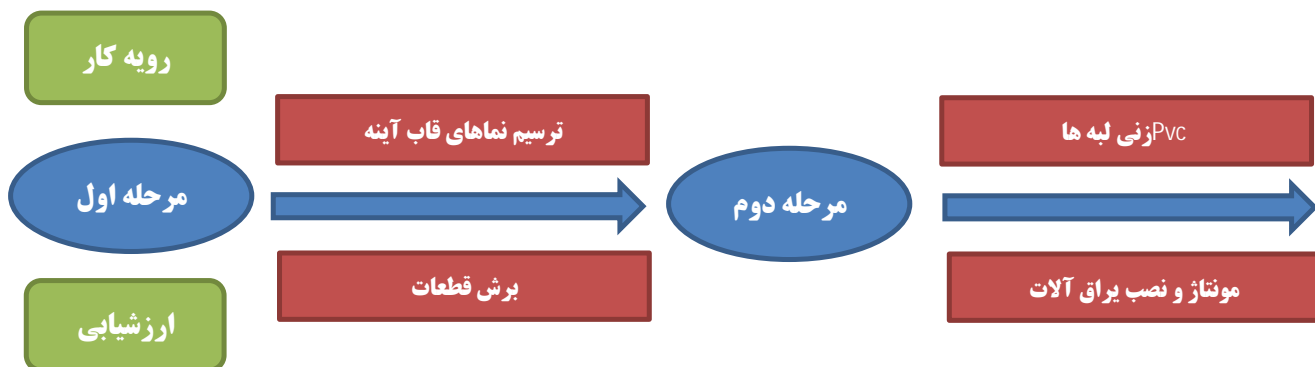 رویه کار
مرحله اول
ارزشیابی
ترسیم نماهای قاب آینه
برش قطعات
مرحله دوم
Pvcزنی لبه ها
مونتاژ و نصب یراق آلات